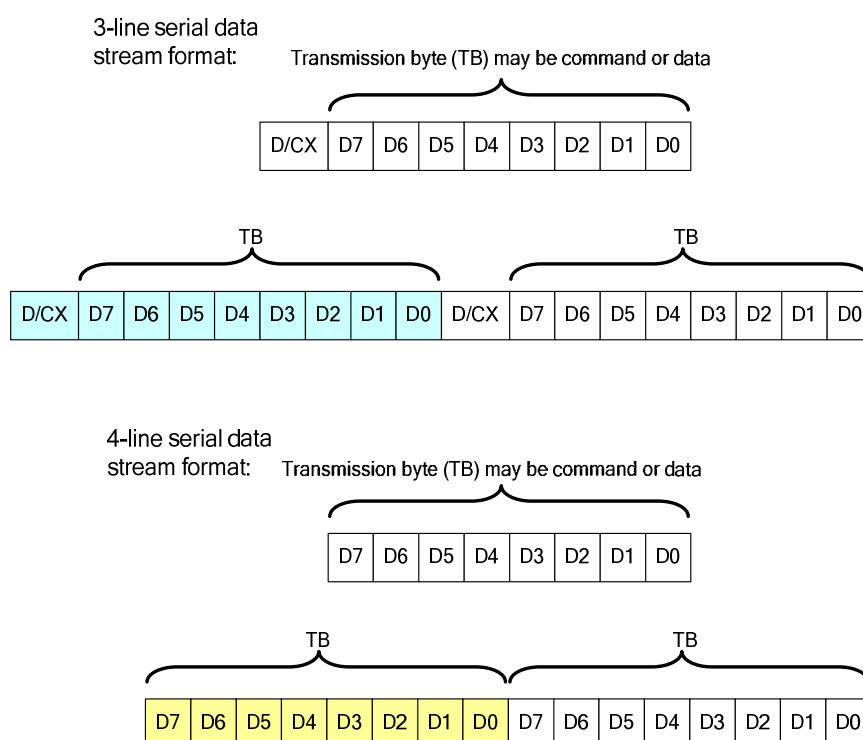 3-line serial data
stream format:
Transmission byte (TB) may be command or data
D/CX D7 D6 D5 D4 D3 D2 D1 D0
TB TB
D/CX D7 D6 D5 D4 D3 D2 D1 D0 D/CX D7 D6 D5 D4 D3 D2 D1 D0
4-line serial data
stream format:
Transmission byte (TB) may be command or data
D7 D6 D5 D4 D3 D2 D1 D0
TB TB
D7 D6 D5 D4 D3 D2 D1 D0 D7 D6 D5 D4 D3 D2 D1 D0